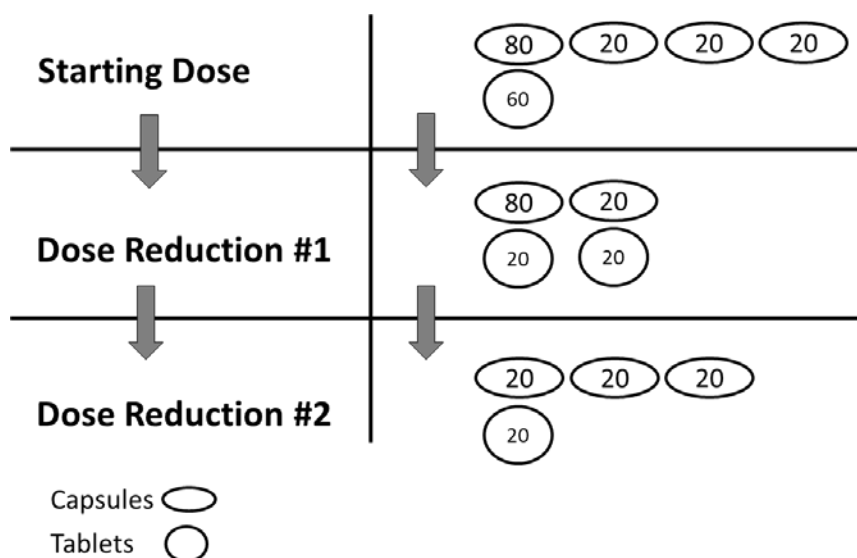 Starting Dose
80 20 20 20
60
Dose Reduction #1
80 20
20 20
Dose Reduction #2
20 20 20
20
Capsules
Tablets